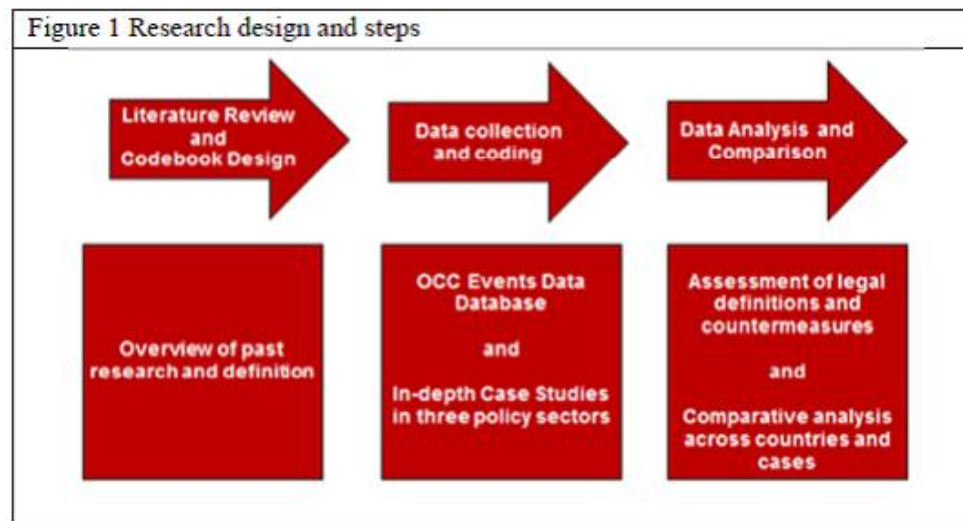 Figure 1 Research design and steps
Literature Review
and
Codebook Design
Data collection
and coding
Data Analysis and
Comparison
Overview of past
research and definition
OCC Events Data
Database
and
In-depth Case Studies
in three policy sectors
Assessment of legal
definitions and
countermeasures
and
Comparative analysis
across countries and
cases